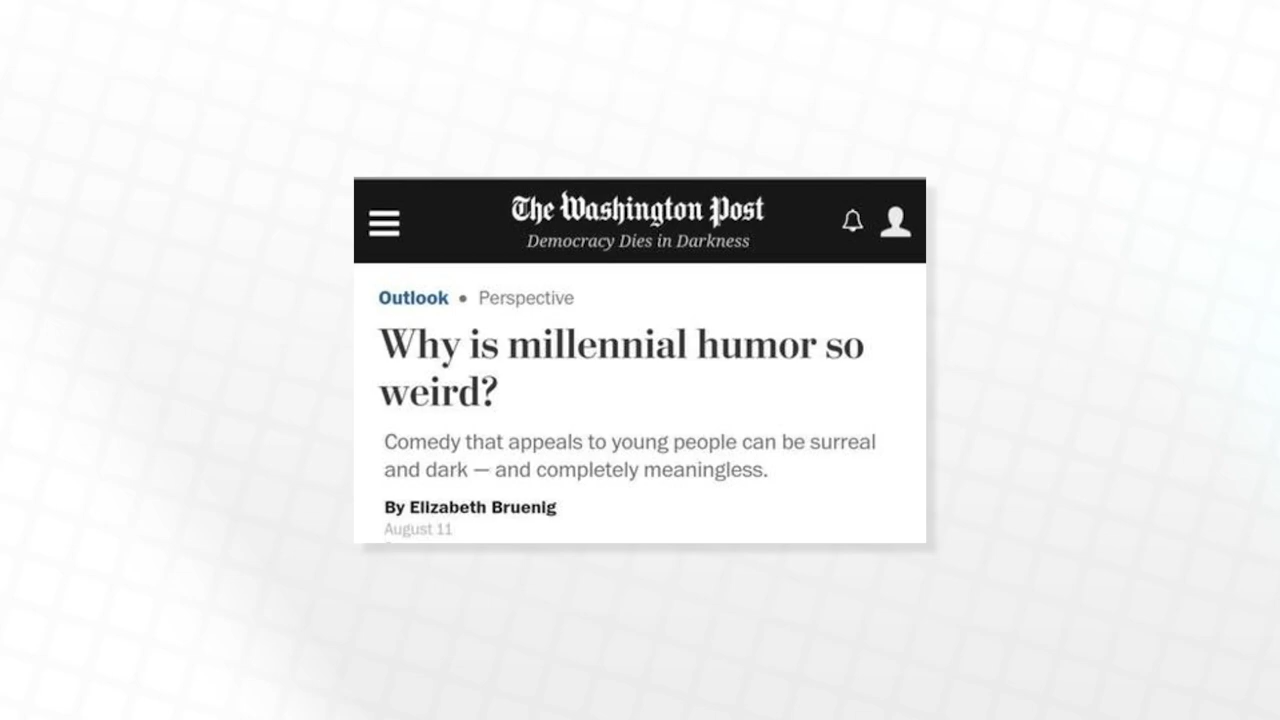 The Washington Post
Democracy Dies in Darkness
Outlook • Perspective
Why is millennial humor so
weird?
Comedy that appeals to young people can be surreal
and dark — and completely meaningless.
By Elizabeth Bruenig
August 11